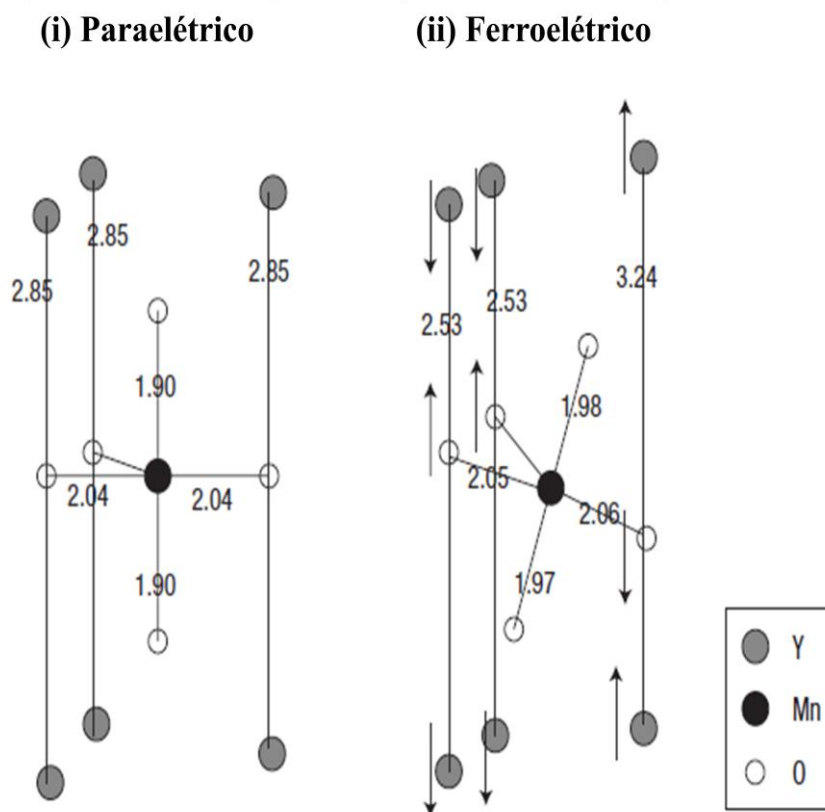 (i) Paraelétrico
(ii) Ferroelétrico
2.85
2.85
2.85
1.90
2.04
2.04
1.90
2.53
2.53
3.24
1.98
2.05
2.06
1.97
Y
Mn
O